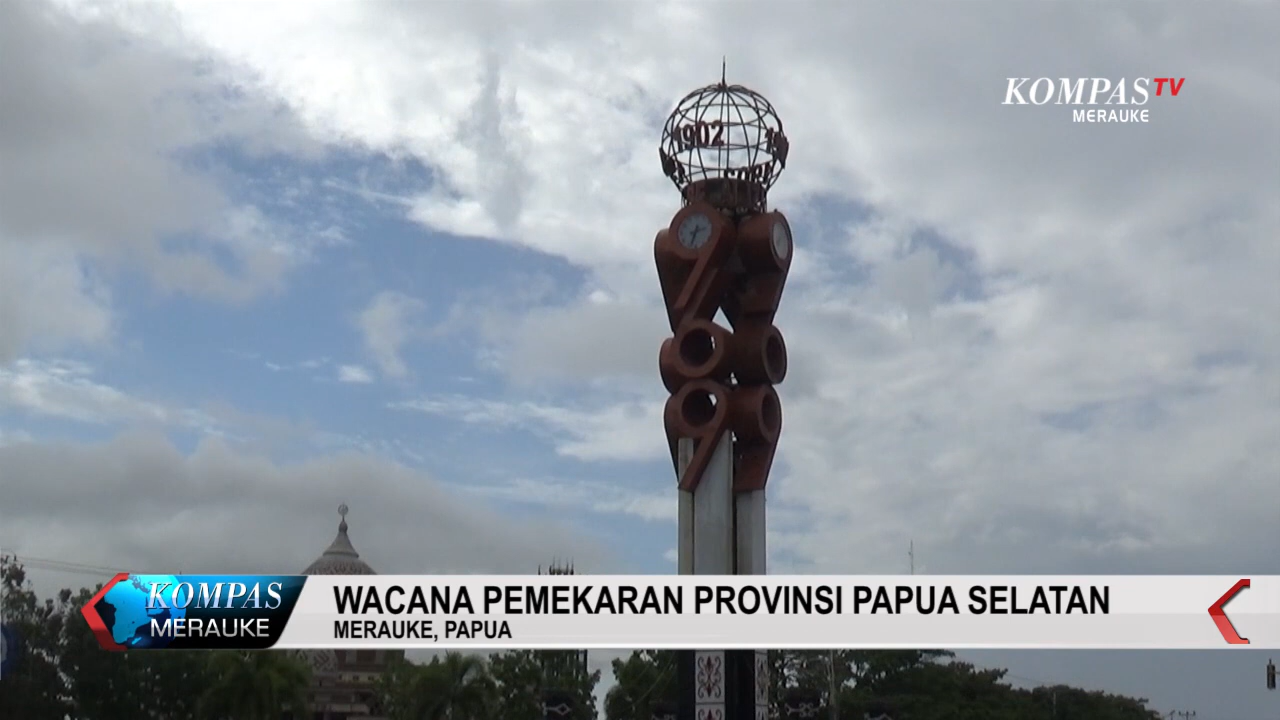 KOMPAS TV
MERAUKE
1902
KOMPAS
MERAUKE
WACANA PEMEKARAN PROVINSI PAPUA SELATAN
MERAUKE, PAPUA